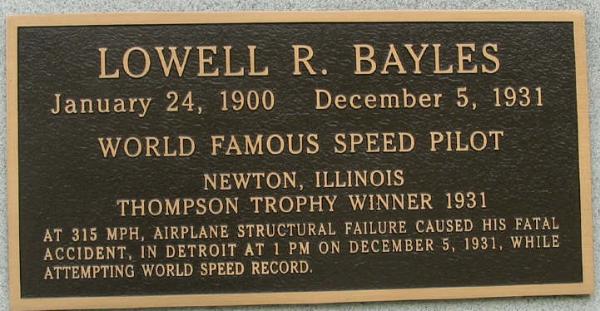 LOWELL R. BAYLES
January 24, 1900 December 5, 1931
WORLD FAMOUS SPEED PILOT
NEWTON, ILLINOIS
THOMPSON TROPHY WINNER 1931
AT 315 MPH, AIRPLANE STRUCTURAL FAILURE CAUSED HIS FATAL
ACCIDENT, IN DETROIT AT 1 PM ON DECEMBER 5, 1931, WHILE
ATTEMPTING WORLD SPEED RECORD.